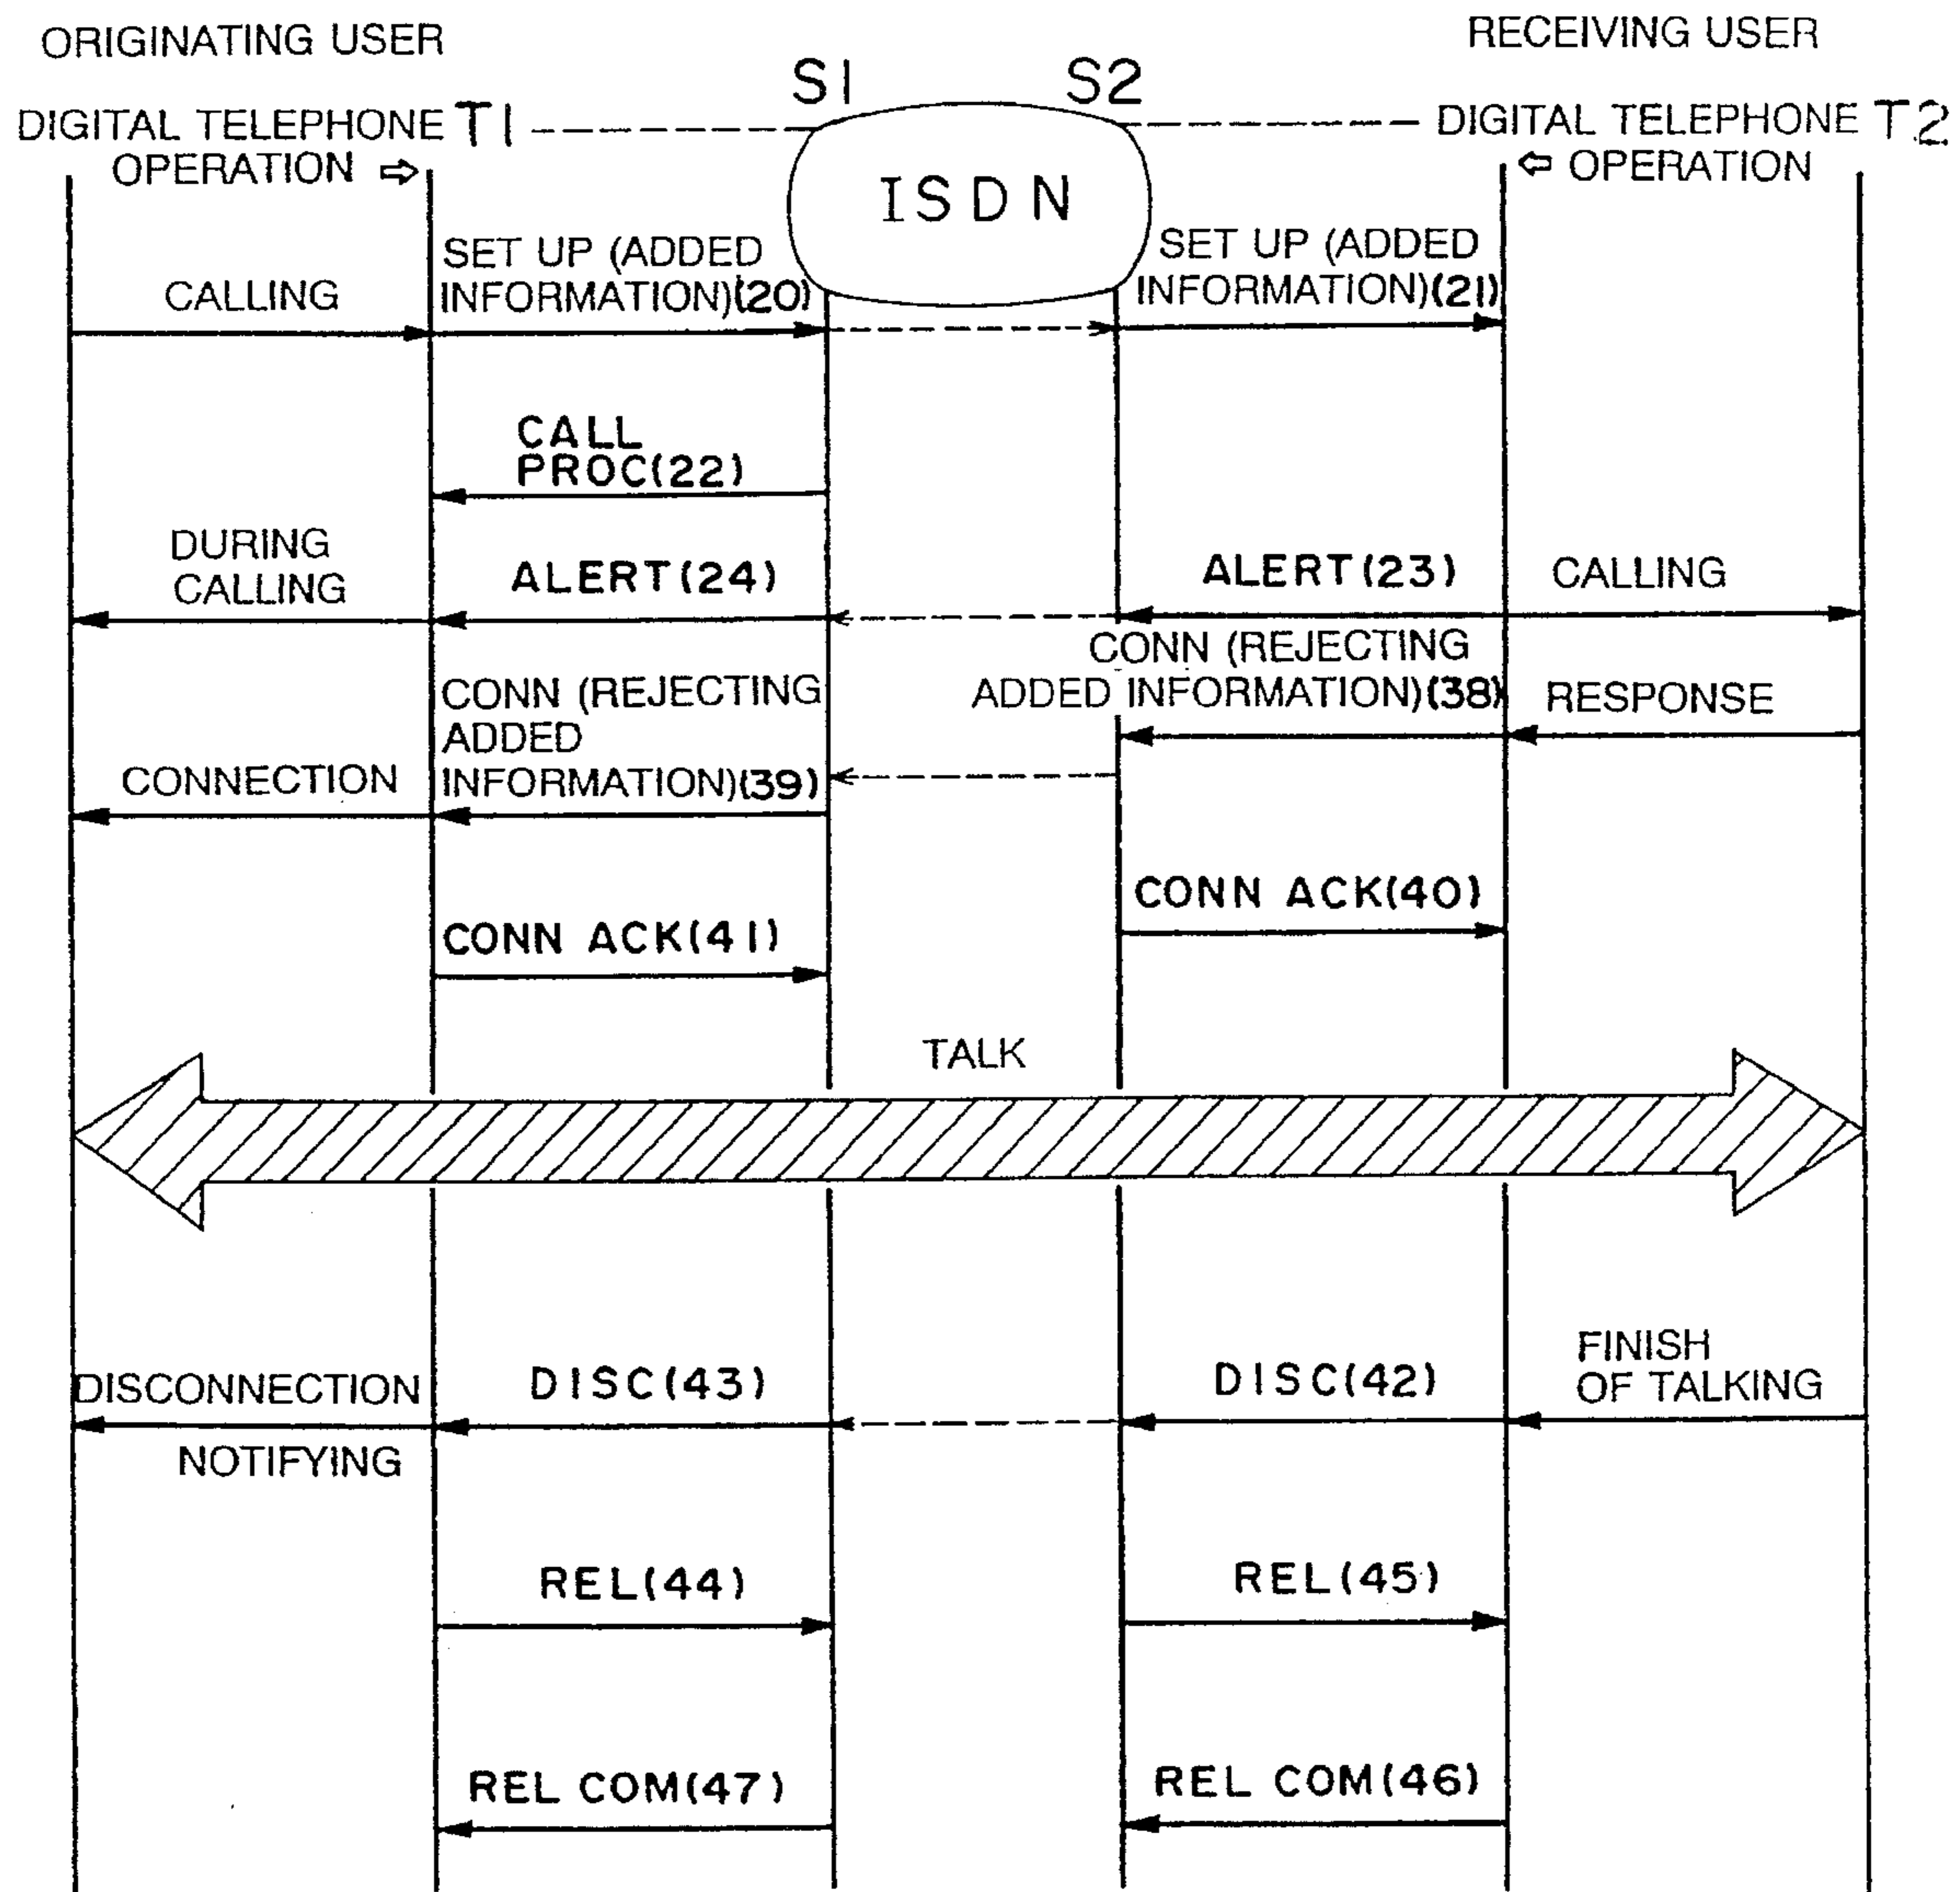 ORIGINATING USER
RECEIVING USER
S1
S2
DIGITAL TELEPHONE T1
DIGITAL TELEPHONE T2
OPERATION ⇨
⇦ OPERATION
ISDN
SET UP (ADDED
INFORMATION)(20)
SET UP (ADDED
INFORMATION)(21)
CALLING
CALL
PROC(22)
DURING
CALLING
ALERT(24)
ALERT(23)
CALLING
CONN (REJECTING
ADDED INFORMATION)(38)
RESPONSE
CONN (REJECTING
ADDED
INFORMATION)(39)
CONNECTION
CONN ACK(40)
CONN ACK(41)
TALK
FINISH
OF TALKING
DISCONNECTION
NOTIFYING
DISC(43)
DISC(42)
REL(44)
REL(45)
REL COM(47)
REL COM(46)